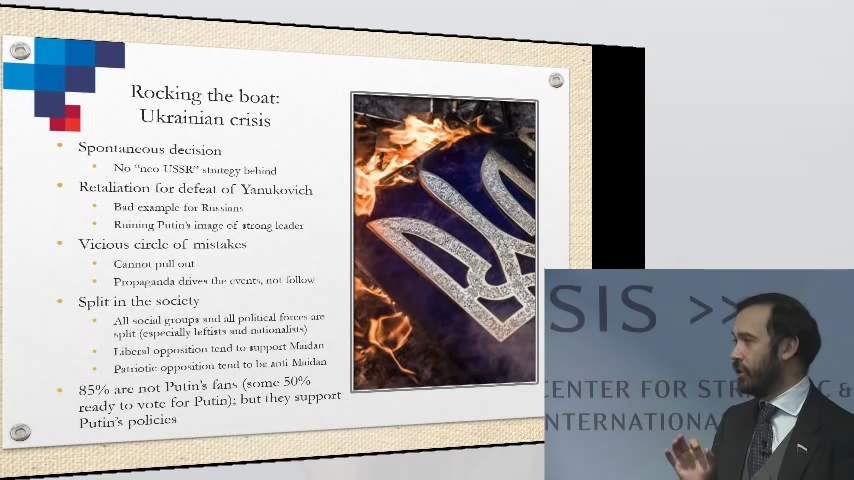 Rocking the boat:
Ukrainian crisis
Spontaneous decision
No "neo USSR" strategy behind
Retaliation for defeat of Yanukovich
Bad example for Russians
Ruining Putin's image of strong leader
Vicious circle of mistakes
Cannot pull out
Propaganda drives the events, not follow
Split in the society
All social groups and all political forces are
split (especially leftists and nationalists)
Liberal opposition tend to support Maidan
Patriotic opposition tend to be anti Maidan
85% are not Putin's fans (some 50%
ready to vote for Putin); but they support
Putin's policies
SIS >>
CENTER FOR STR C &
INTERNATIONA